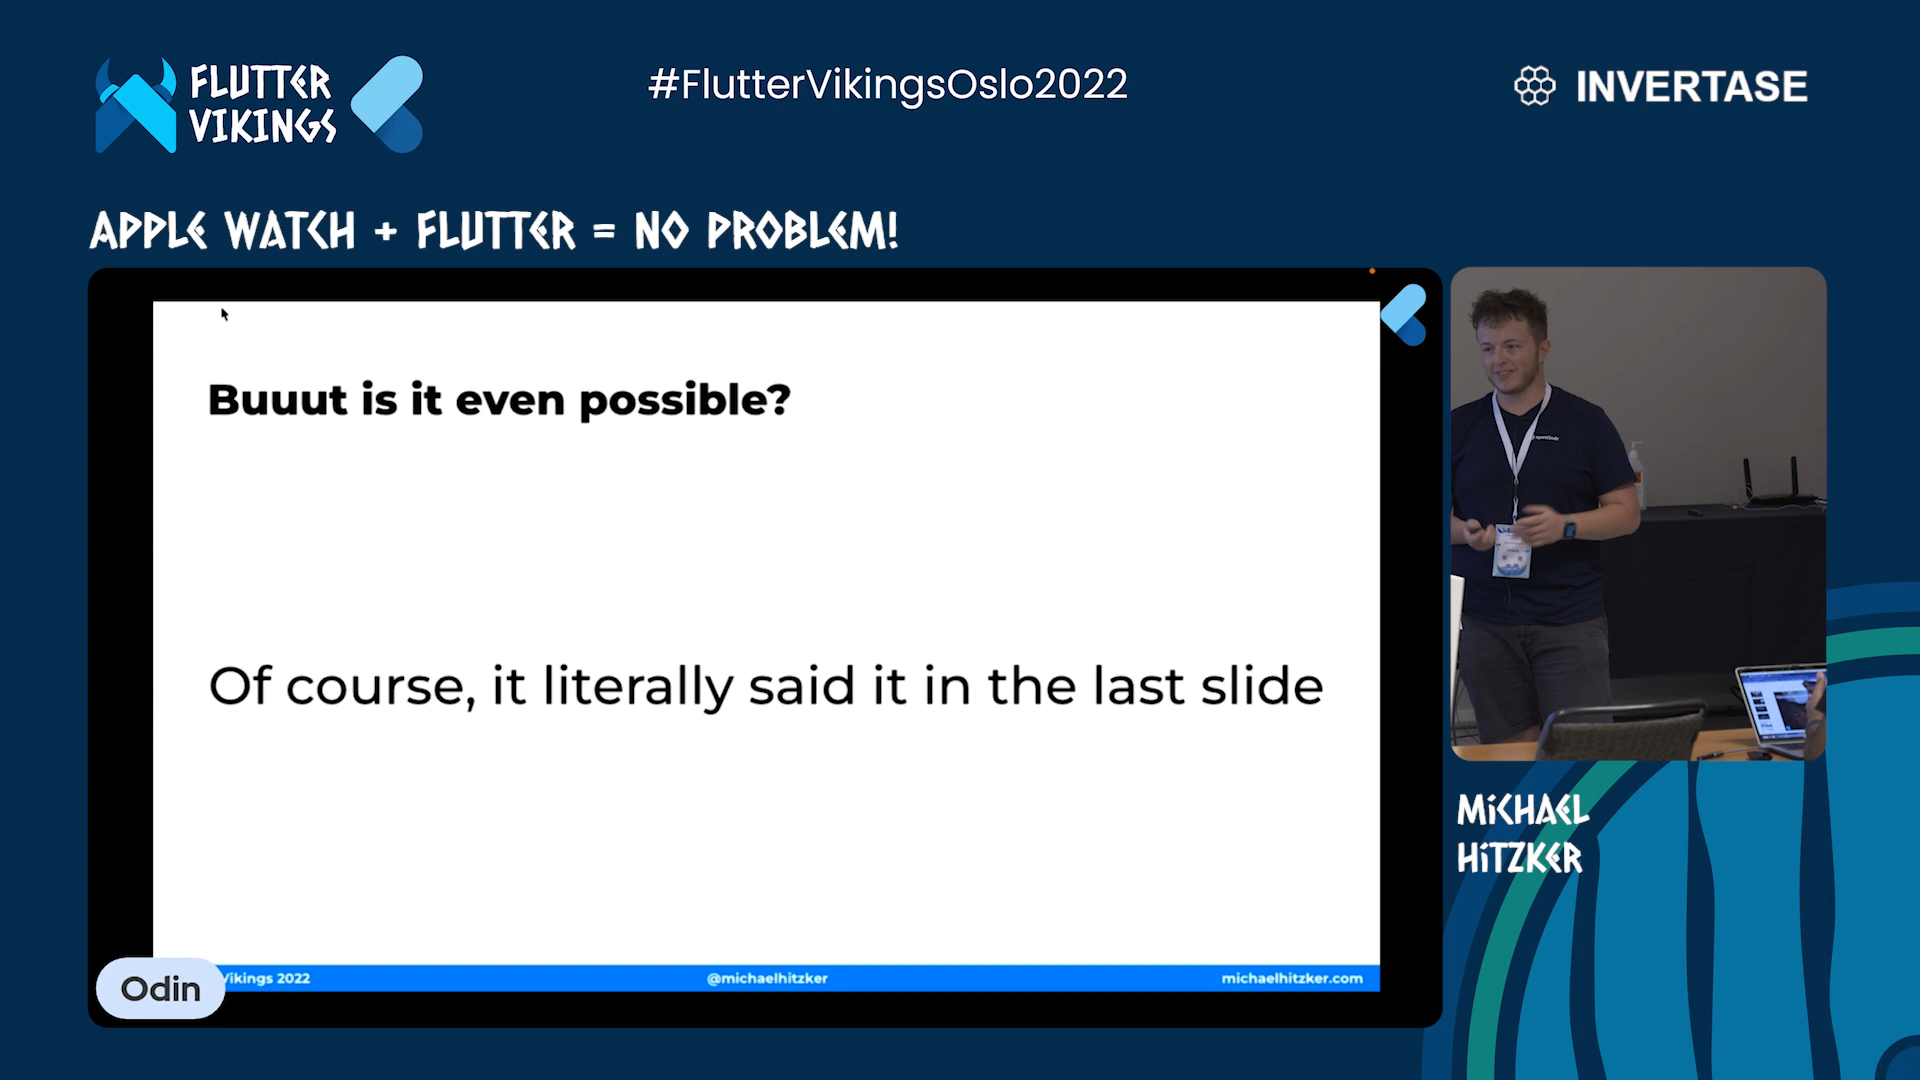 FLUTTER
VIKINGS
#FlutterVikingsOslo2022
INVERTASE
APPLE WATCH + FLUTTER = NO PROBLEM!
Buuut is it even possible?
Of course, it literally said it in the last slide
Vikings 2022
@michaelhitzker
michaelhitzker.com
Odin
MiCHAEL
HiTZKER